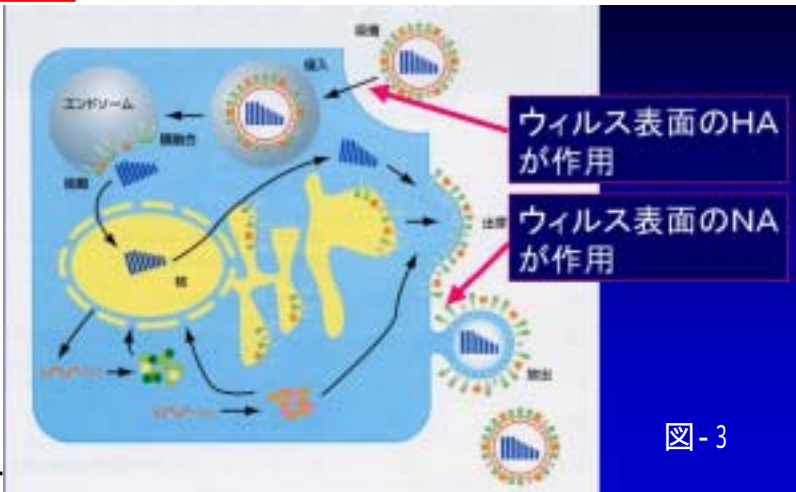 吸着
侵入
エンドソーム
膜融合
脱殻
ウィルス表面のHA
が作用
出芽
ウィルス表面のNA
が作用
核
放出
図-3